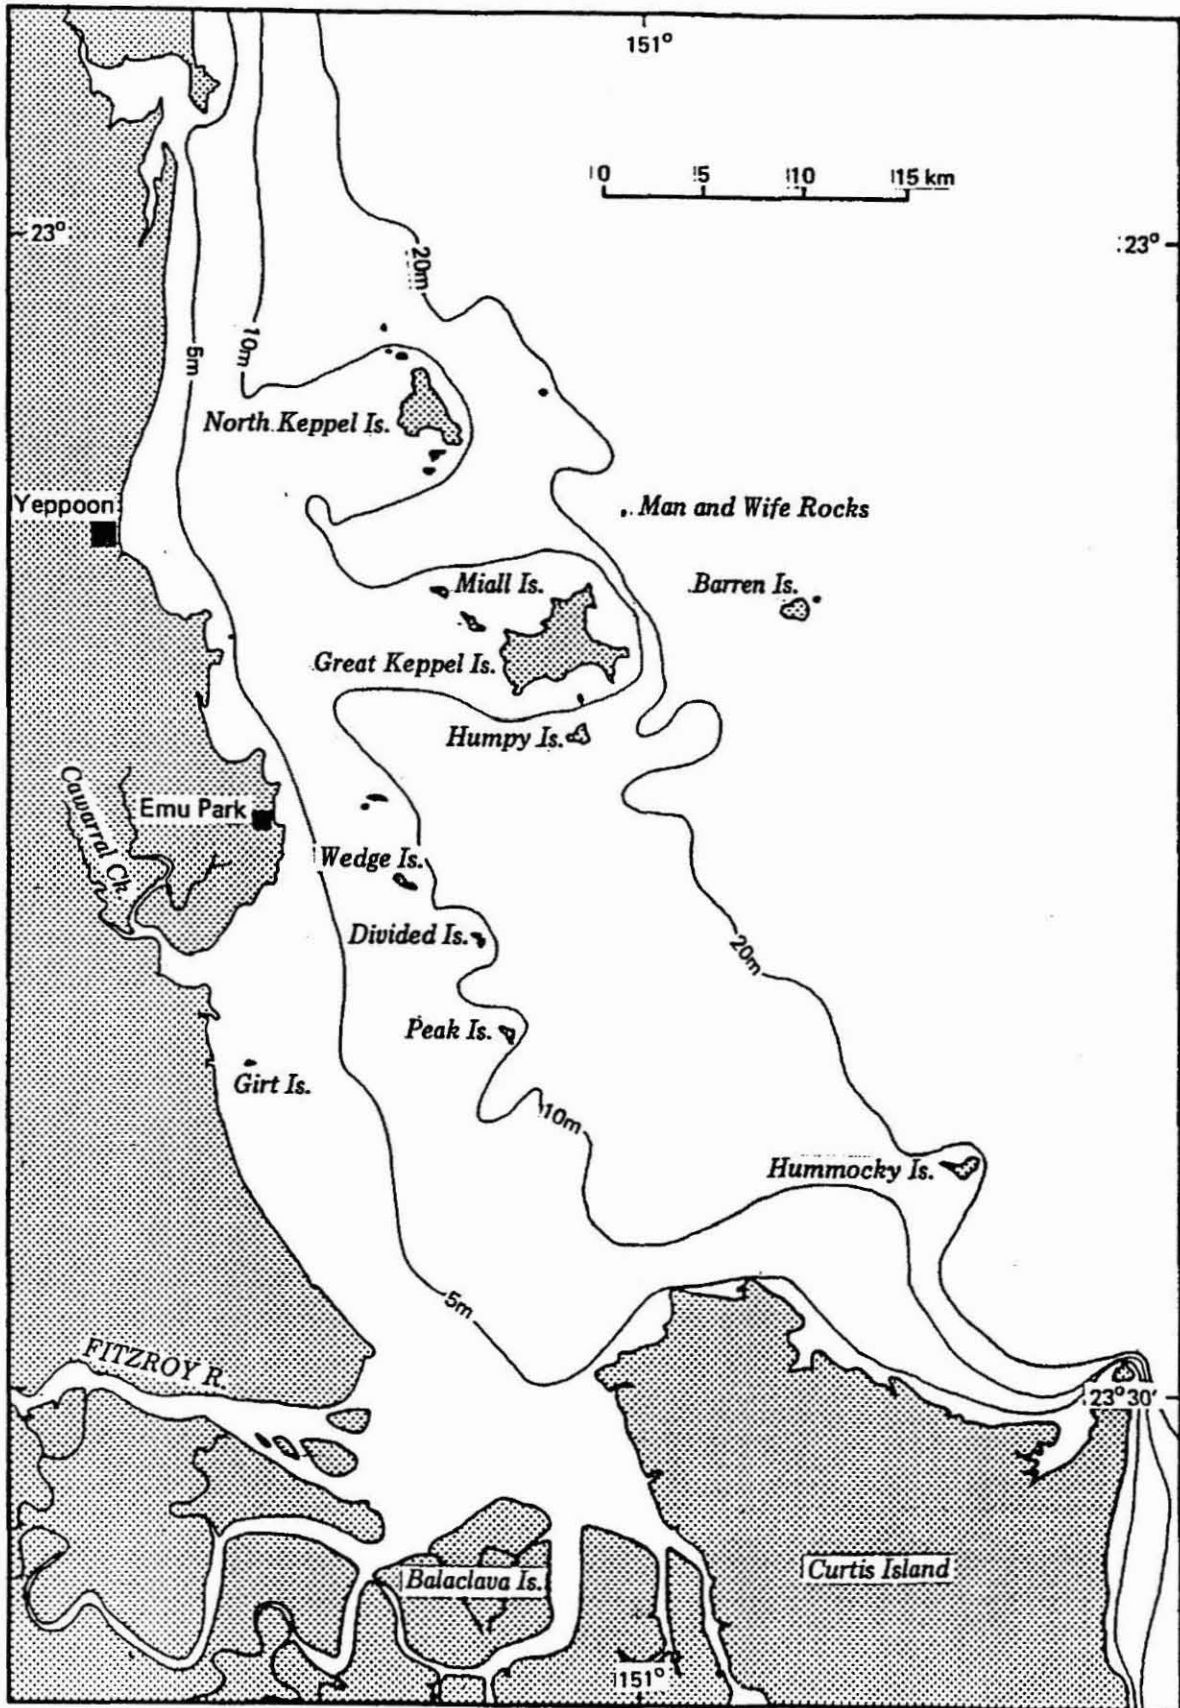 151°
0 5 10 15 km
23°
23°
20m
10m
5m
North Keppel Is.
Yeppoon
Man and Wife Rocks
Miall Is.
Barren Is.
Great Keppel Is.
Humpy Is.
Cawarral Ck.
Emu Park
Wedge Is.
Divided Is.
20m
Peak Is.
Girt Is.
10m
Hummocky Is.
5m
FITZROY R.
23° 30'
Balaclava Is.
Curtis Island
151°